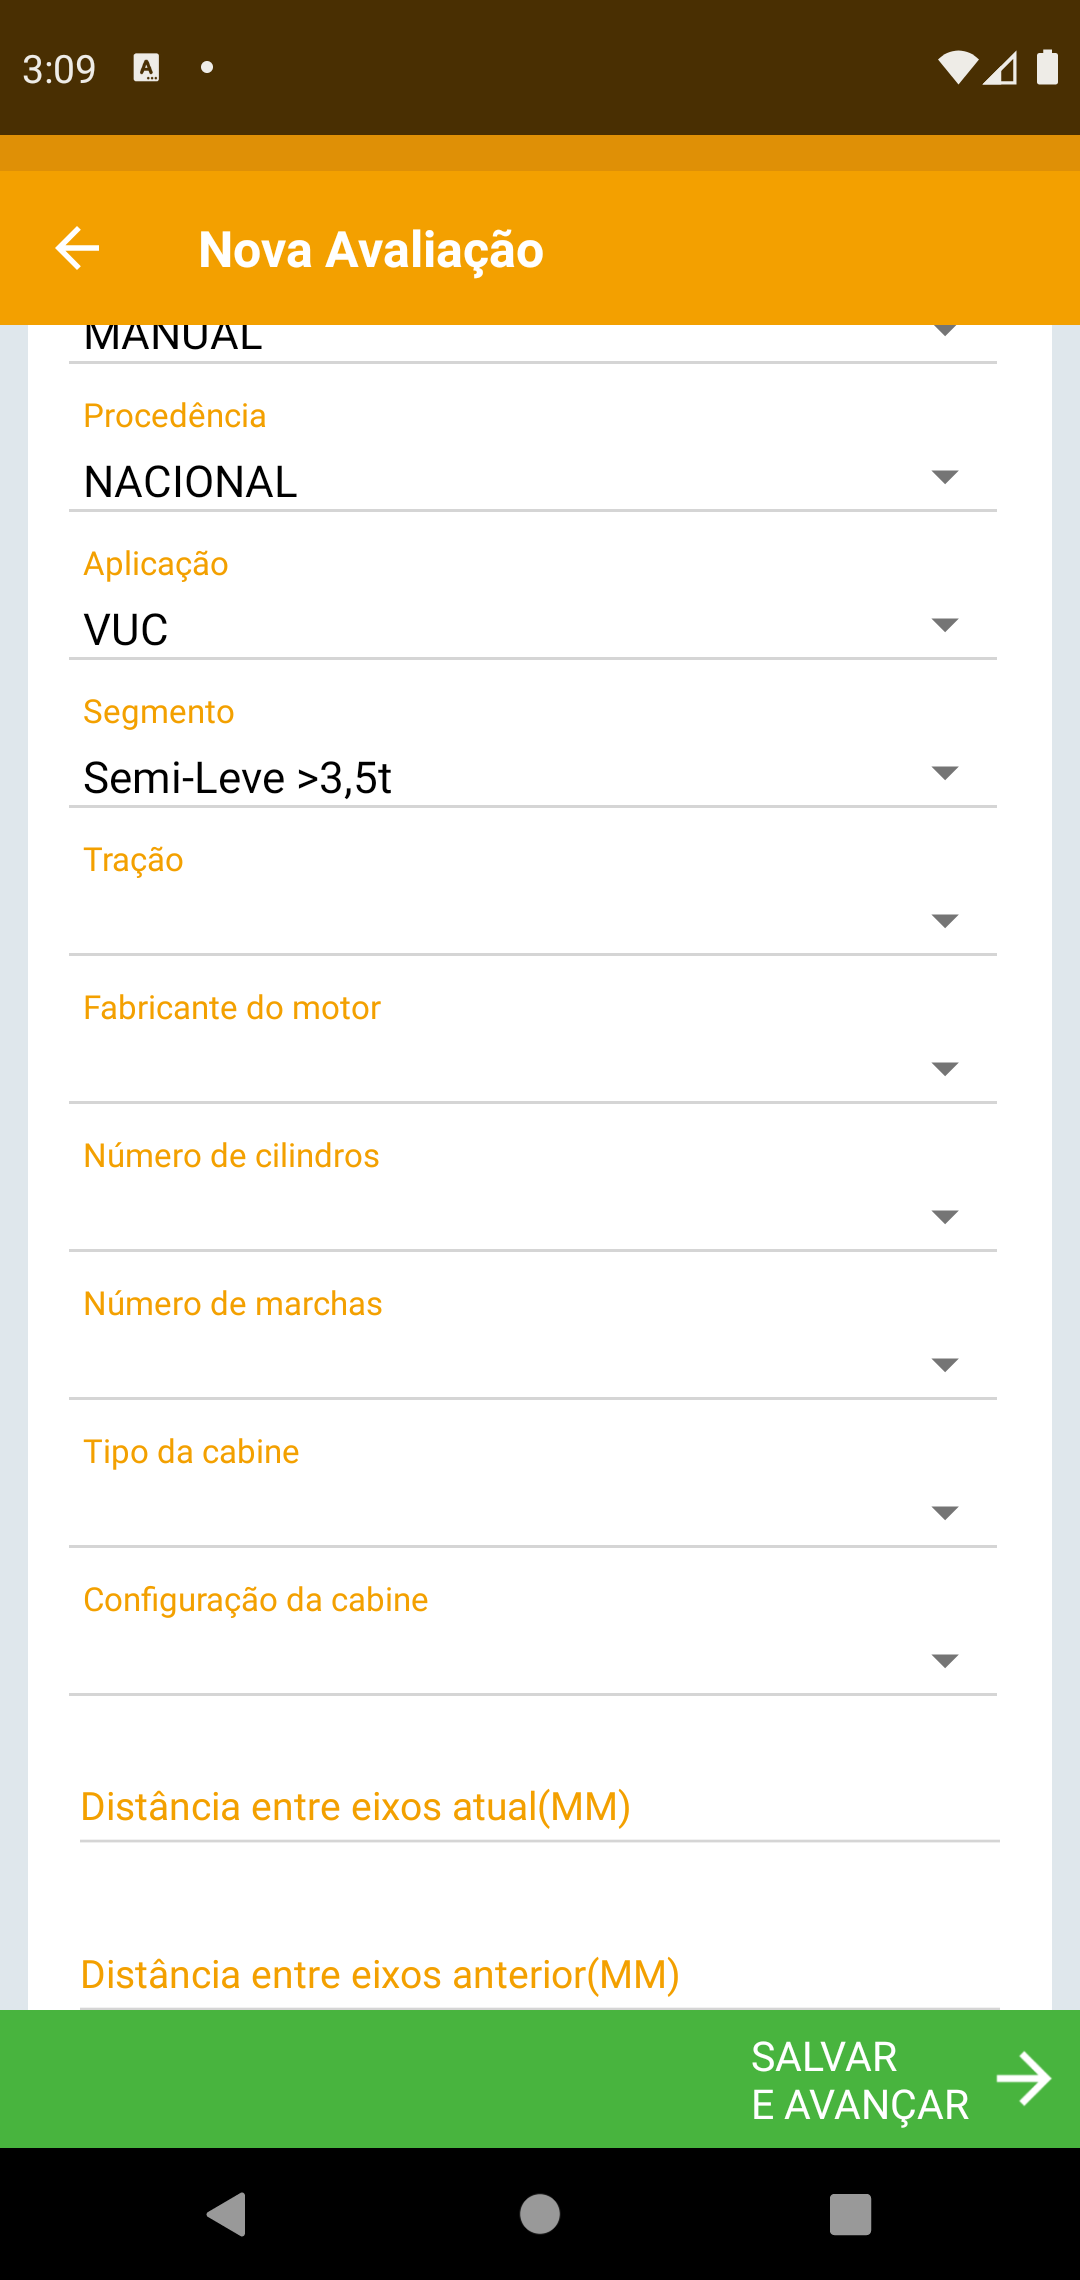 3:09
Nova Avaliação
MANUAL
Procedência
NACIONAL
Aplicação
VUC
Segmento
Semi-Leve >3,5t
Tração
Fabricante do motor
Número de cilindros
Número de marchas
Tipo da cabine
Configuração da cabine
Distância entre eixos atual(MM)
Distância entre eixos anterior(MM)
SALVAR
E AVANÇAR